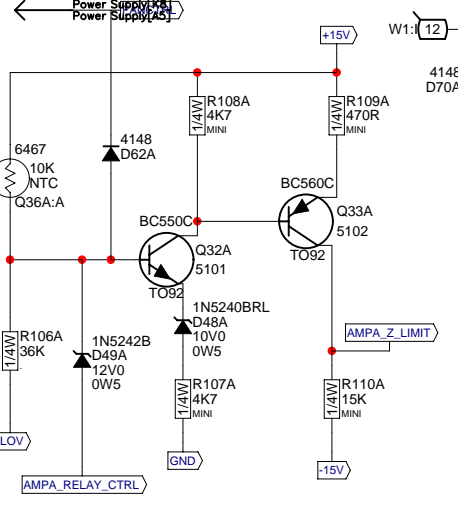 Power Supply[X8]
Power Supply[A5]
+15V
W1:
12
4148
D70A
R108A
4K7
MINI
1/4W
R109A
470R
MINI
1/4W
6467
10K
NTC
Q36A:A
4148
D62A
BC550C
Q32A
5101
TO92
BC560C
Q33A
5102
TO92
1N5240BRL
D48A
10V0
0W5
R106A
36K
1/4W
1N5242B
D49A
12V0
0W5
AMPA_Z_LIMIT
R107A
4K7
MINI
1/4W
R110A
15K
MINI
1/4W
LOV
GND
-15V
AMPA_RELAY_CTRL